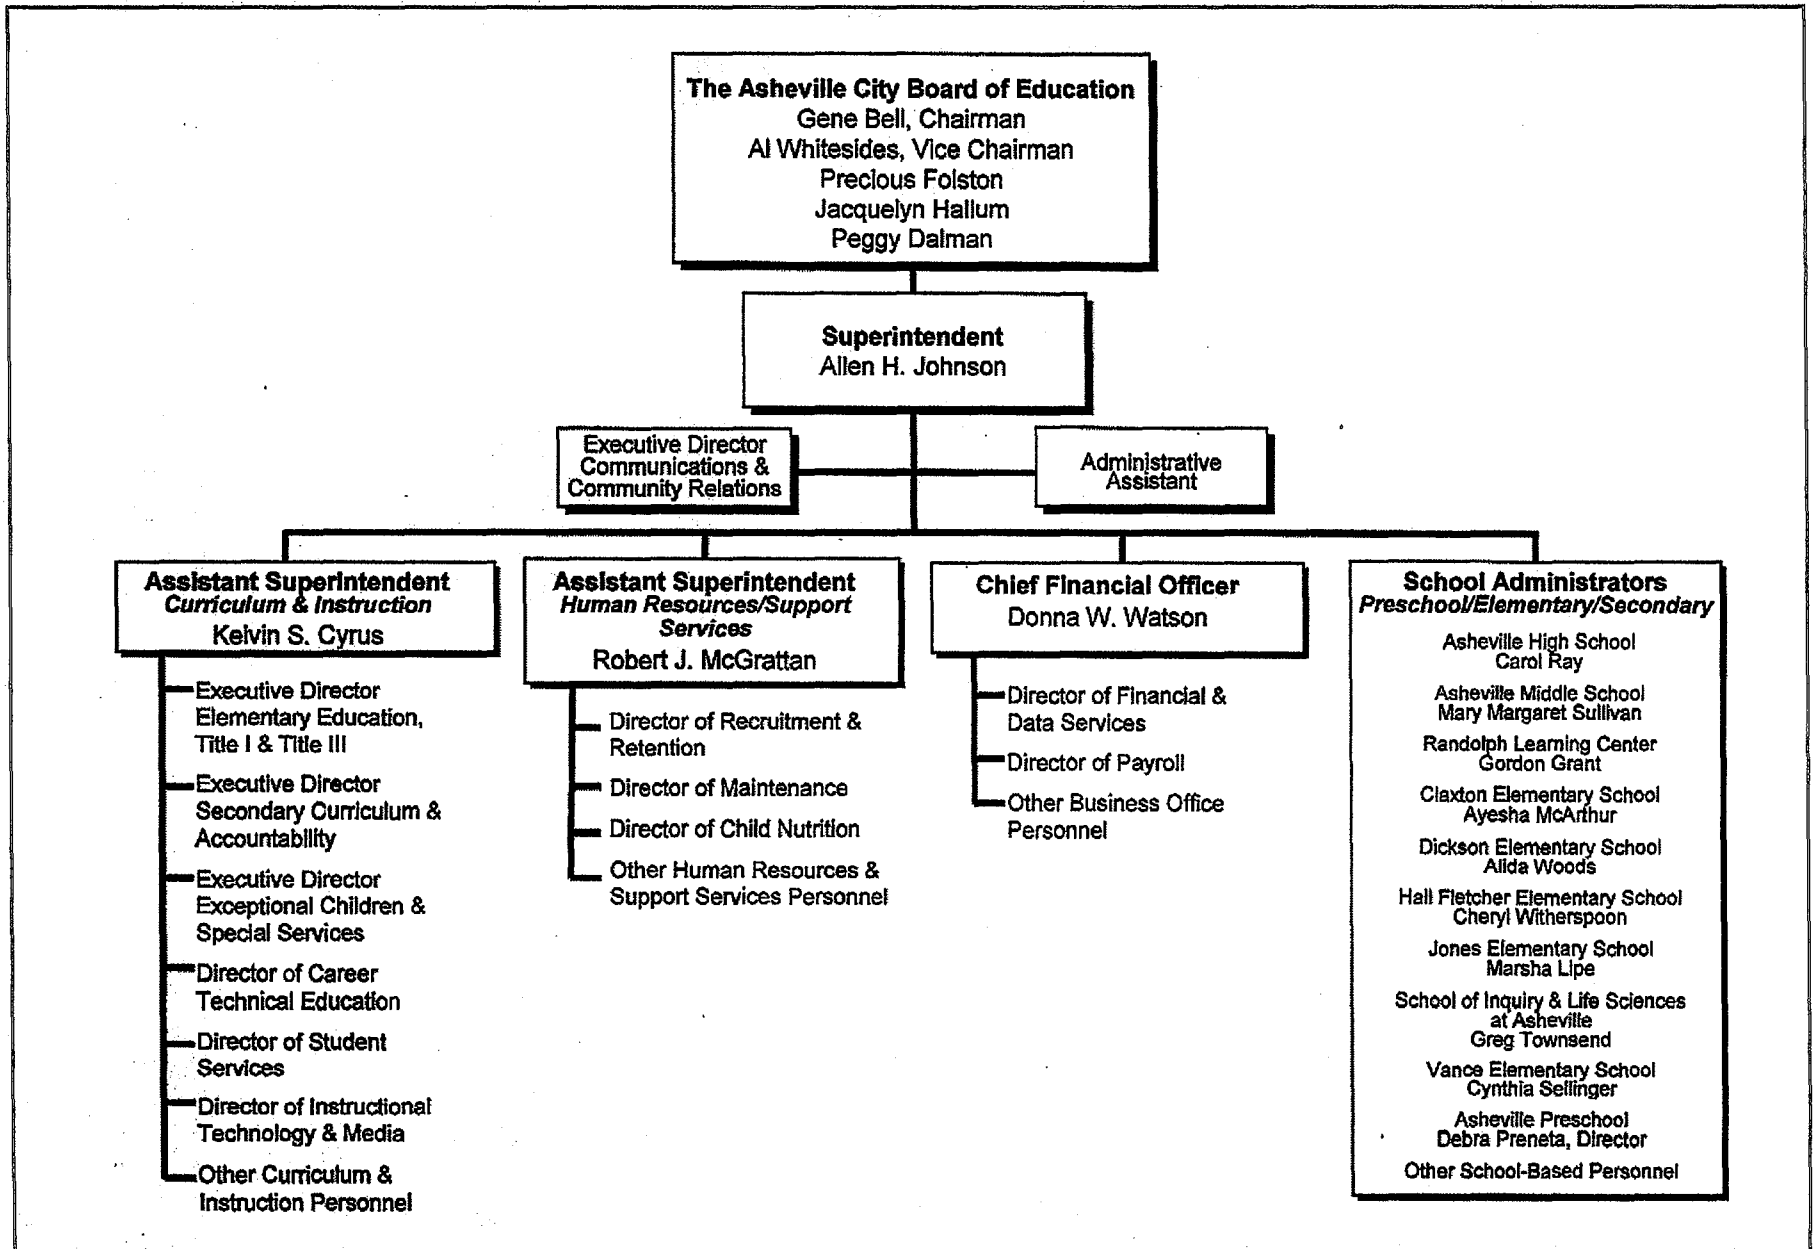 The Asheville City Board of Education
Gene Bell, Chairman
Al Whitesides, Vice Chairman
Precious Folston
Jacquelyn Hallum
Peggy Dalman
Superintendent
Allen H. Johnson
Executive Director
Communications &
Community Relations
Administrative
Assistant
Assistant Superintendent
Curriculum & Instruction
Kelvin S. Cyrus
Executive Director
Elementary Education,
Title I & Title III
Executive Director
Secondary Curriculum &
Accountability
Executive Director
Exceptional Children &
Special Services
Director of Career
Technical Education
Director of Student
Services
Director of Instructional
Technology & Media
Other Curriculum &
Instruction Personnel
Assistant Superintendent
Human Resources/Support
Services
Robert J. McGrattan
Director of Recruitment &
Retention
Director of Maintenance
Director of Child Nutrition
Other Human Resources &
Support Services Personnel
Chief Financial Officer
Donna W. Watson
Director of Financial &
Data Services
Director of Payroll
Other Business Office
Personnel
School Administrators
Preschool/Elementary/Secondary
Asheville High School
Carol Ray
Asheville Middle School
Mary Margaret Sullivan
Randolph Learning Center
Gordon Grant
Claxton Elementary School
Ayesha McArthur
Dickson Elementary School
Alida Woods
Hall Fletcher Elementary School
Cheryl Witherspoon
Jones Elementary School
Marsha Lipe
School of Inquiry & Life Sciences
at Asheville
Greg Townsend
Vance Elementary School
Cynthia Sellinger
Asheville Preschool
Debra Preneta, Director
Other School-Based Personnel